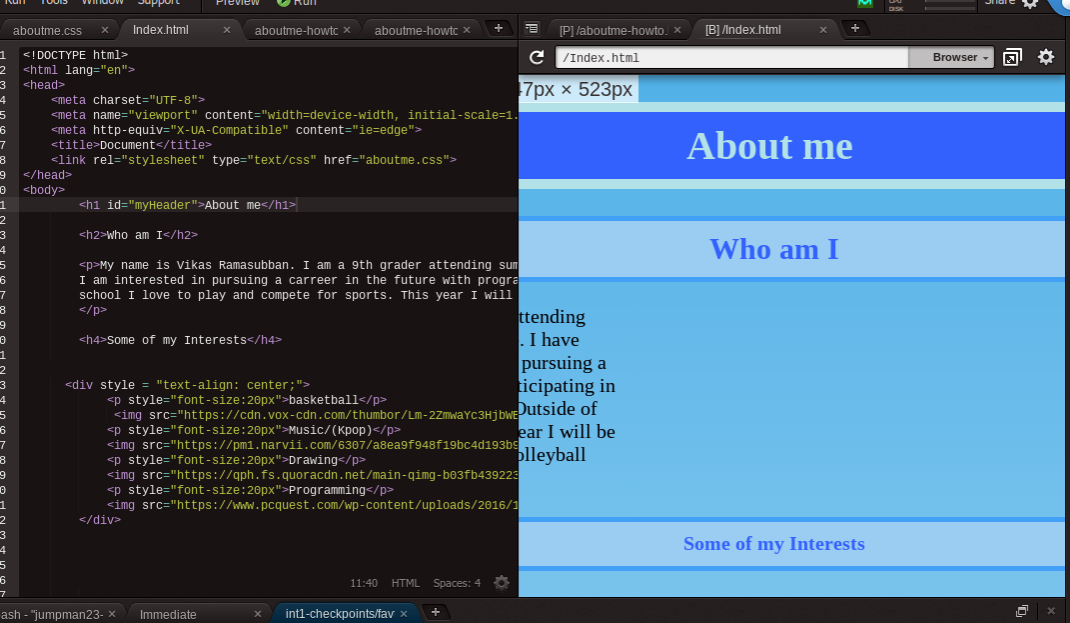 Run Tools Window Support Preview Run Share
DISK
aboutme.css × Index.html × aboutme-howto × aboutme-howto × +
[P] /aboutme-howto. × [B] /Index.html × +
/Index.html Browser
47px × 523px
1 <!DOCTYPE html>
2 <html lang="en">
3 <head>
4 <meta charset="UTF-8">
5 <meta name="viewport" content="width=device-width, initial-scale=1.
6 <meta http-equiv="X-UA-Compatible" content="ie=edge">
7 <title>Document</title>
8 <link rel="stylesheet" type="text/css" href="aboutme.css">
9 </head>
0 <body>
1 <h1 id="myHeader">About me</h1>
2
3 <h2>Who am I</h2>
4
5 <p>My name is Vikas Ramasubban. I am a 9th grader attending sum
6 I am interested in pursuing a carreer in the future with progra
7 school I love to play and compete for sports. This year I will
8 </p>
9
0 <h4>Some of my Interests</h4>
1
2
3 <div style = "text-align: center;">
4 <p style="font-size:20px">basketball</p>
5 <img src="https://cdn.vox-cdn.com/thumbor/Lm-2ZmwaYc3HjbWE
6 <p style="font-size:20px">Music/(Kpop)</p>
7 <img src="https://pm1.narvii.com/6307/a8ea9f948f19bc4d193b9
8 <p style="font-size:20px">Drawing</p>
9 <img src="https://qph.fs.quoracdn.net/main-qimg-b03fb439223
0 <p style="font-size:20px">Programming</p>
1 <img src="https://www.pcquest.com/wp-content/uploads/2016/1
2 </div>
3
4
5
6
7
11:40 HTML Spaces: 4
About me
Who am I
ttending
. I have
pursuing a
ticipating in
Outside of
ear I will be
olleyball
Some of my Interests
ash - "jumpman23- × Immediate × int1-checkpoints/fav × +